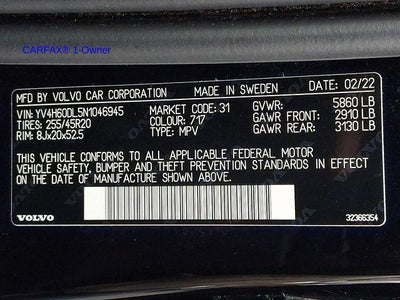 CARFAX® 1-Owner
MFD BY VOLVO CAR CORPORATION MADE IN SWEDEN DATE: 02/22
VIN: YV4H60DL5N1046945 MARKET CODE: 31 GVWR: 5860 LB
TIRES: 255/45R20 COLOUR: 717 GAWR FRONT: 2910 LB
RIM: 8Jx20x52.5 TYPE: MPV GAWR REAR: 3130 LB
THIS VEHICLE CONFORMS TO ALL APPLICABLE FEDERAL MOTOR
VEHICLE SAFETY, BUMPER AND THEFT PREVENTION STANDARDS IN EFFECT
ON THE DATE OF MANUFACTURE SHOWN ABOVE.
VOLVO 32366354